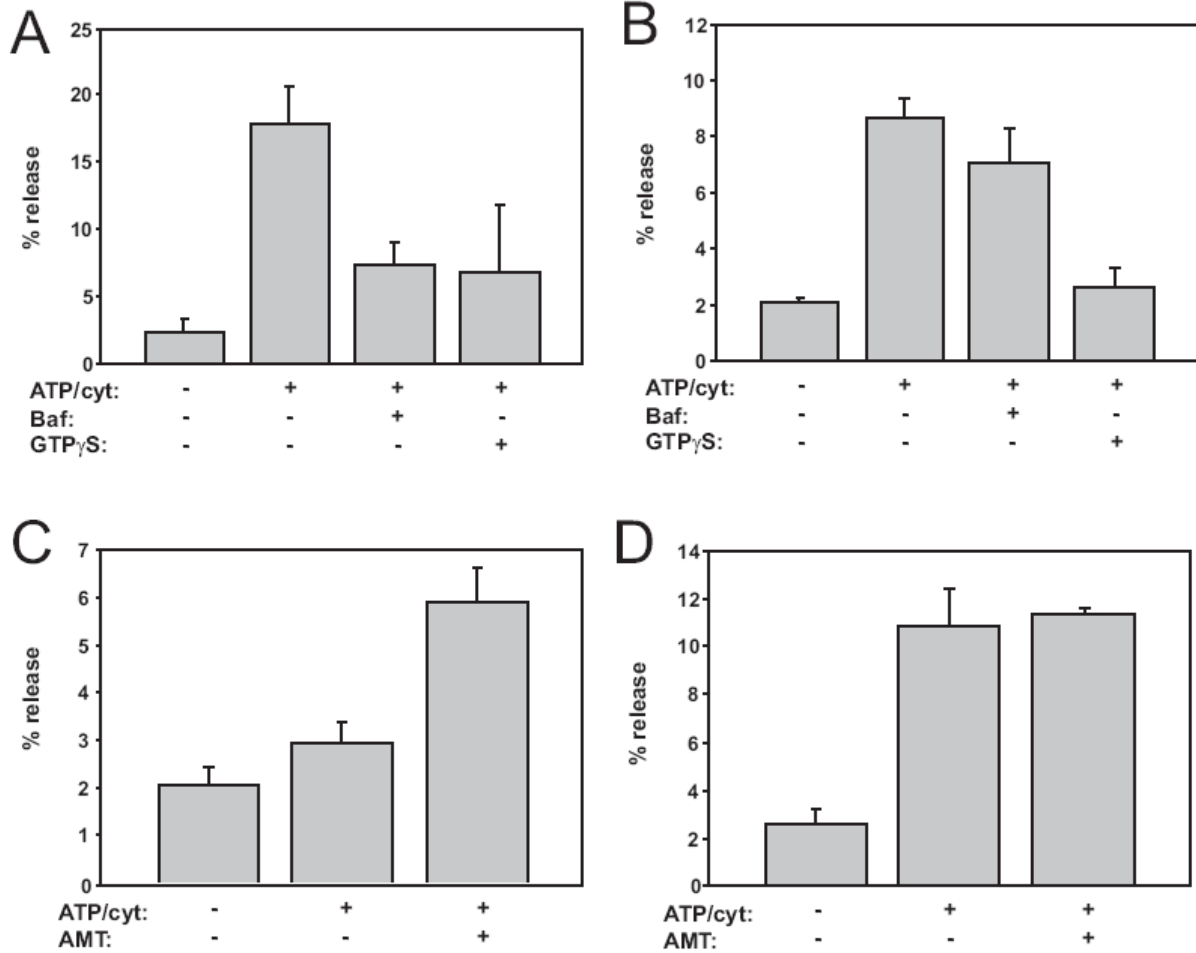 A
25
20
15
10
5
0
% release
ATP/cyt: - + + +
Baf: - - + -
GTPγS: - - - +
B
12
10
8
6
4
2
0
% release
ATP/cyt: - + + +
Baf: - - + -
GTPγS: - - - +
C
7
6
5
4
3
2
1
0
% release
ATP/cyt: - + +
AMT: - - +
D
14
12
10
8
6
4
2
0
% release
ATP/cyt: - + +
AMT: - - +